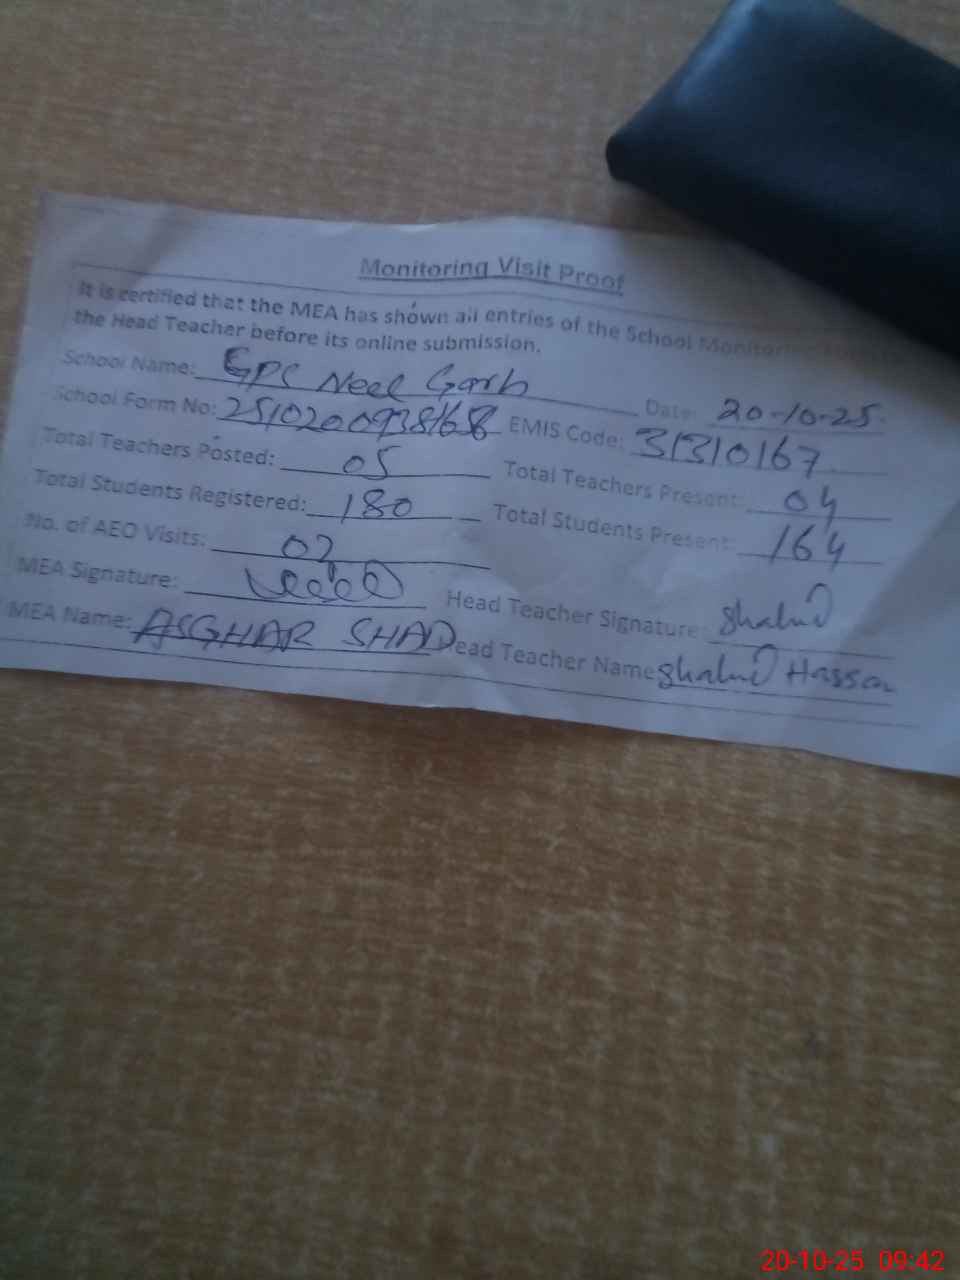 Monitoring Visit Proof
It is certified that the MEA has shown all entries of the School Monitoring
the Head Teacher before its online submission.
School Name: GPS Neel Garh Date: 20-10-25
School Form No: 2510200938168 EMIS Code: 31310167
Total Teachers Posted: 05 Total Teachers Present: 04
Total Students Registered: 180 Total Students Present: 164
No. of AEO Visits: 02
MEA Signature: Head Teacher Signature:
MEA Name: ASGHAR SHAD ead Teacher Name Hassan
20-10-25 09:42